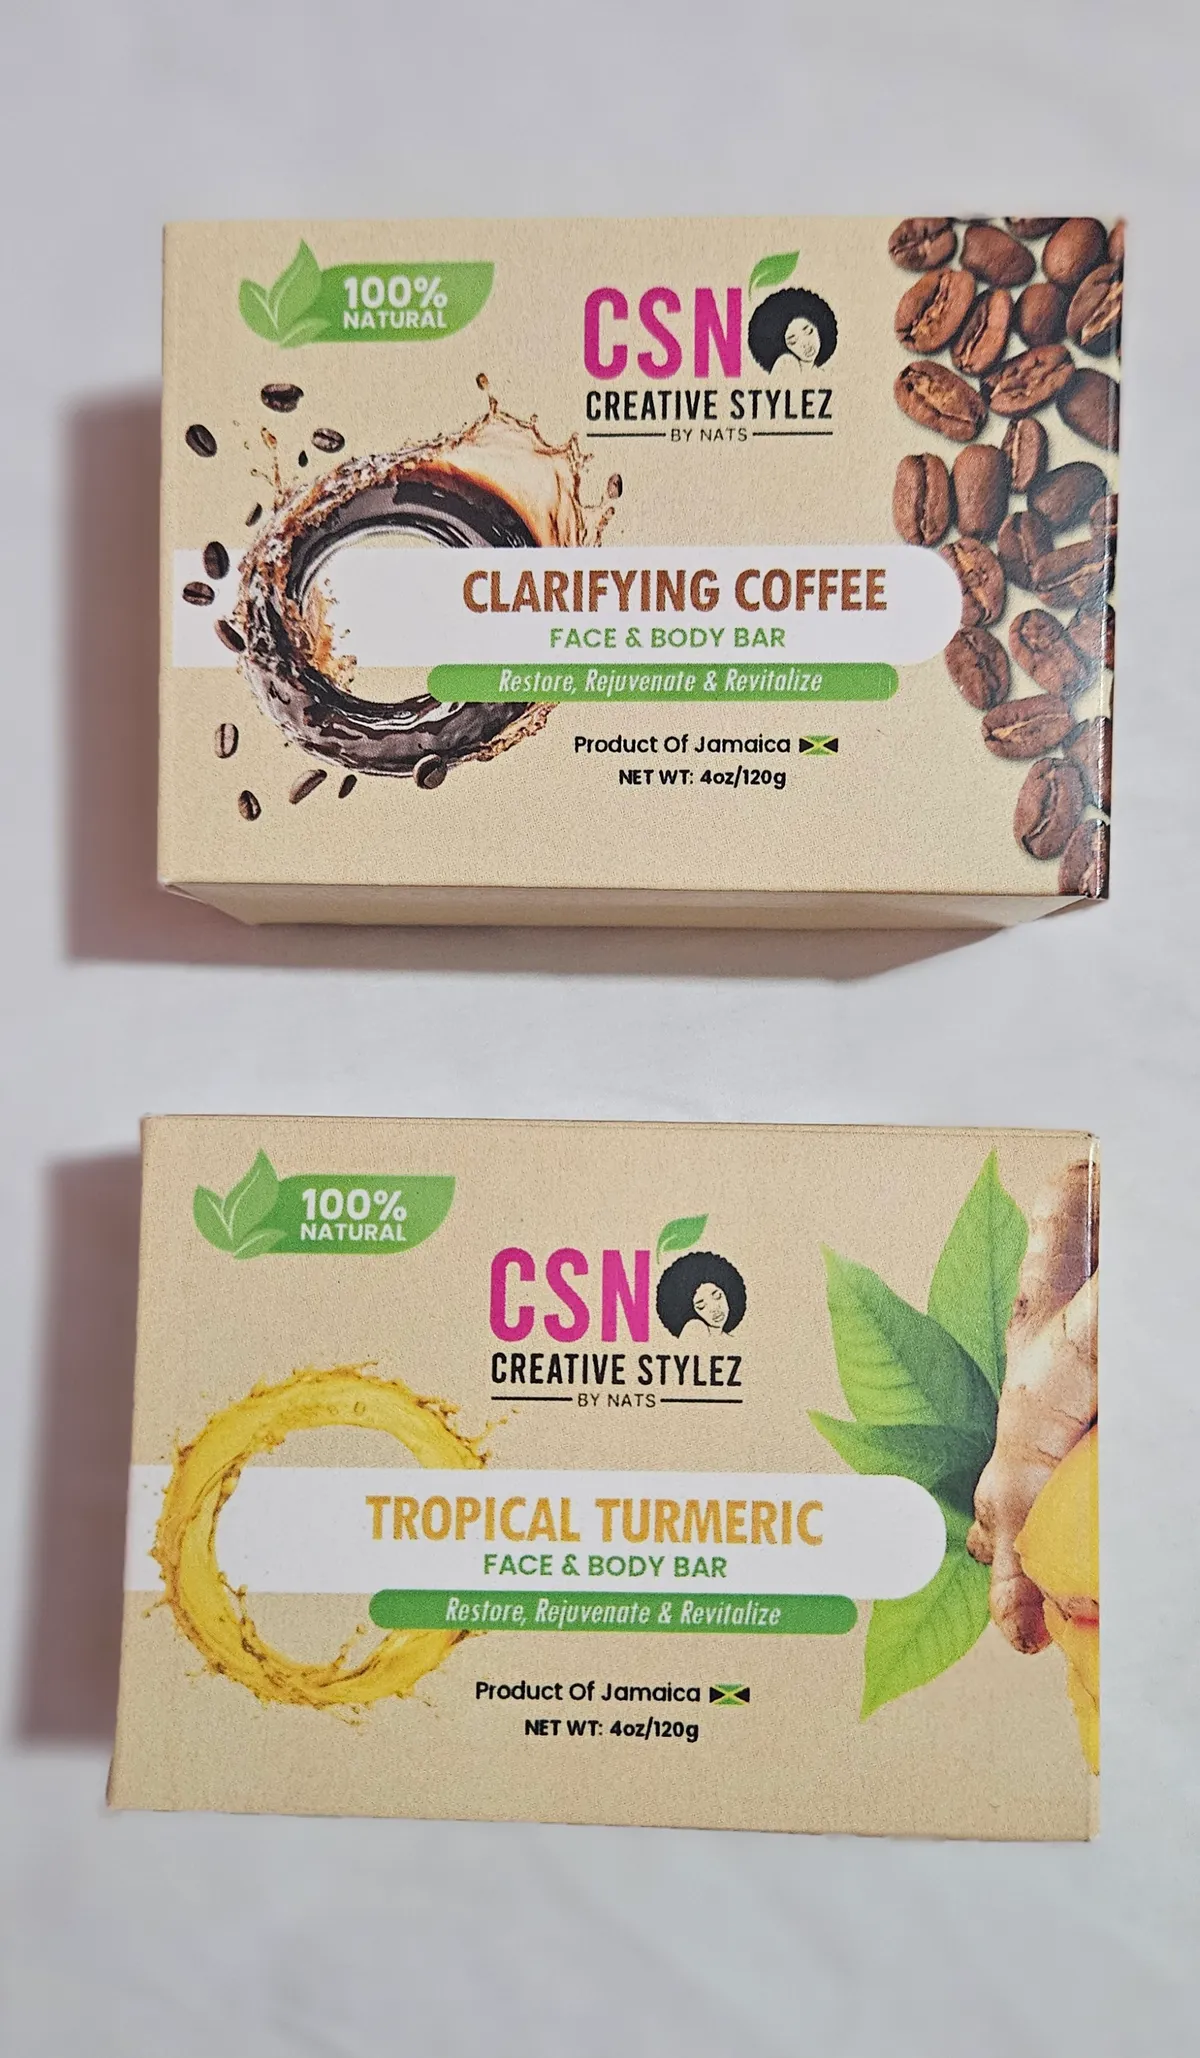 100%
NATURAL
CSN
CREATIVE STYLEZ
BY NATS
CLARIFYING COFFEE
FACE & BODY BAR
Restore, Rejuvenate & Revitalize
Product Of Jamaica
NET WT: 4oz/120g
100%
NATURAL
CSN
CREATIVE STYLEZ
BY NATS
TROPICAL TURMERIC
FACE & BODY BAR
Restore, Rejuvenate & Revitalize
Product Of Jamaica
NET WT: 4oz/120g